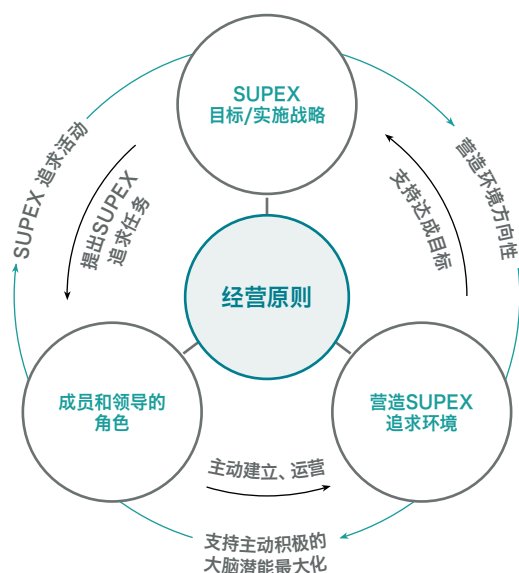 SUPEX
目标/实施战略
SUPEX 追求活动
提出SUPEX
追求任务
支持达成目标
营造环境方向性
经营原则
成员和领导的
角色
营造SUPEX
追求环境
主动建立、运营
支持主动积极的
大脑潜能最大化